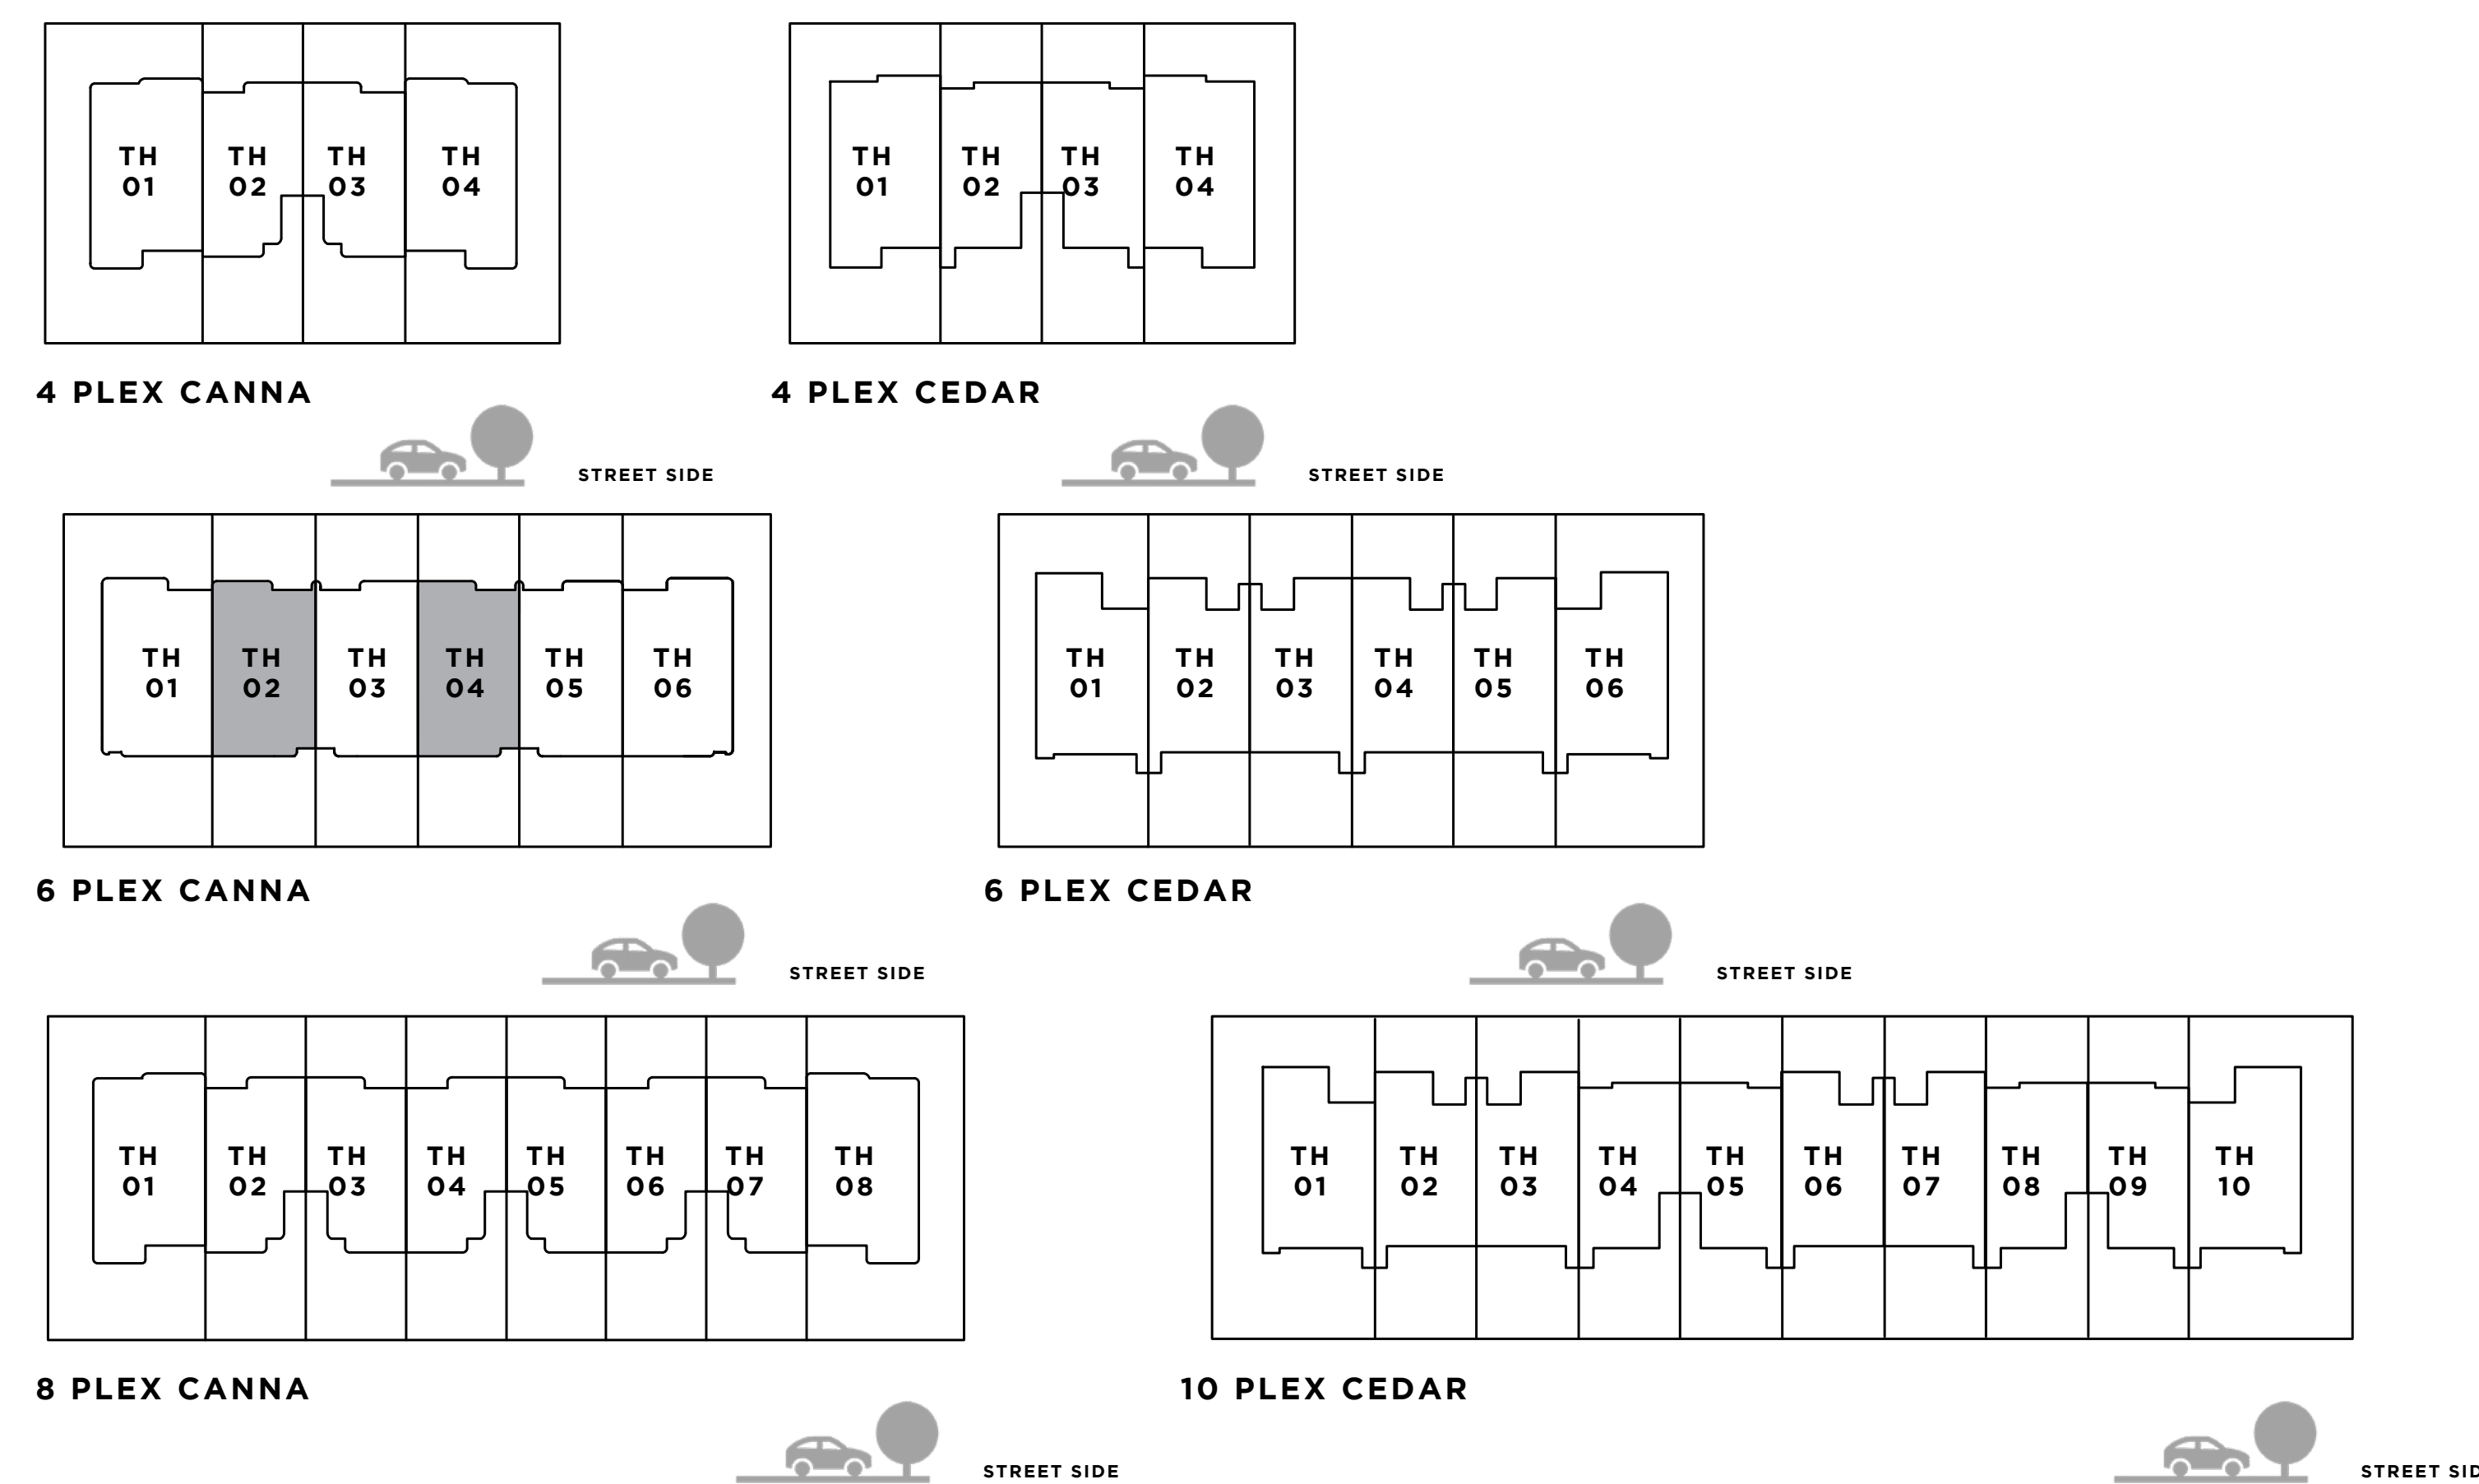 TH TH TH TH
01 02 03 04
TH TH TH TH
01 02 03 04
4 PLEX CANNA
4 PLEX CEDAR
STREET SIDE
STREET SIDE
TH TH TH TH TH TH
01 02 03 04 05 06
TH TH TH TH TH TH
01 02 03 04 05 06
6 PLEX CANNA
6 PLEX CEDAR
STREET SIDE
STREET SIDE
TH TH TH TH TH TH TH TH
01 02 03 04 05 06 07 08
TH TH TH TH TH TH TH TH TH TH
01 02 03 04 05 06 07 08 09 10
8 PLEX CANNA
10 PLEX CEDAR
STREET SIDE
STREET SID